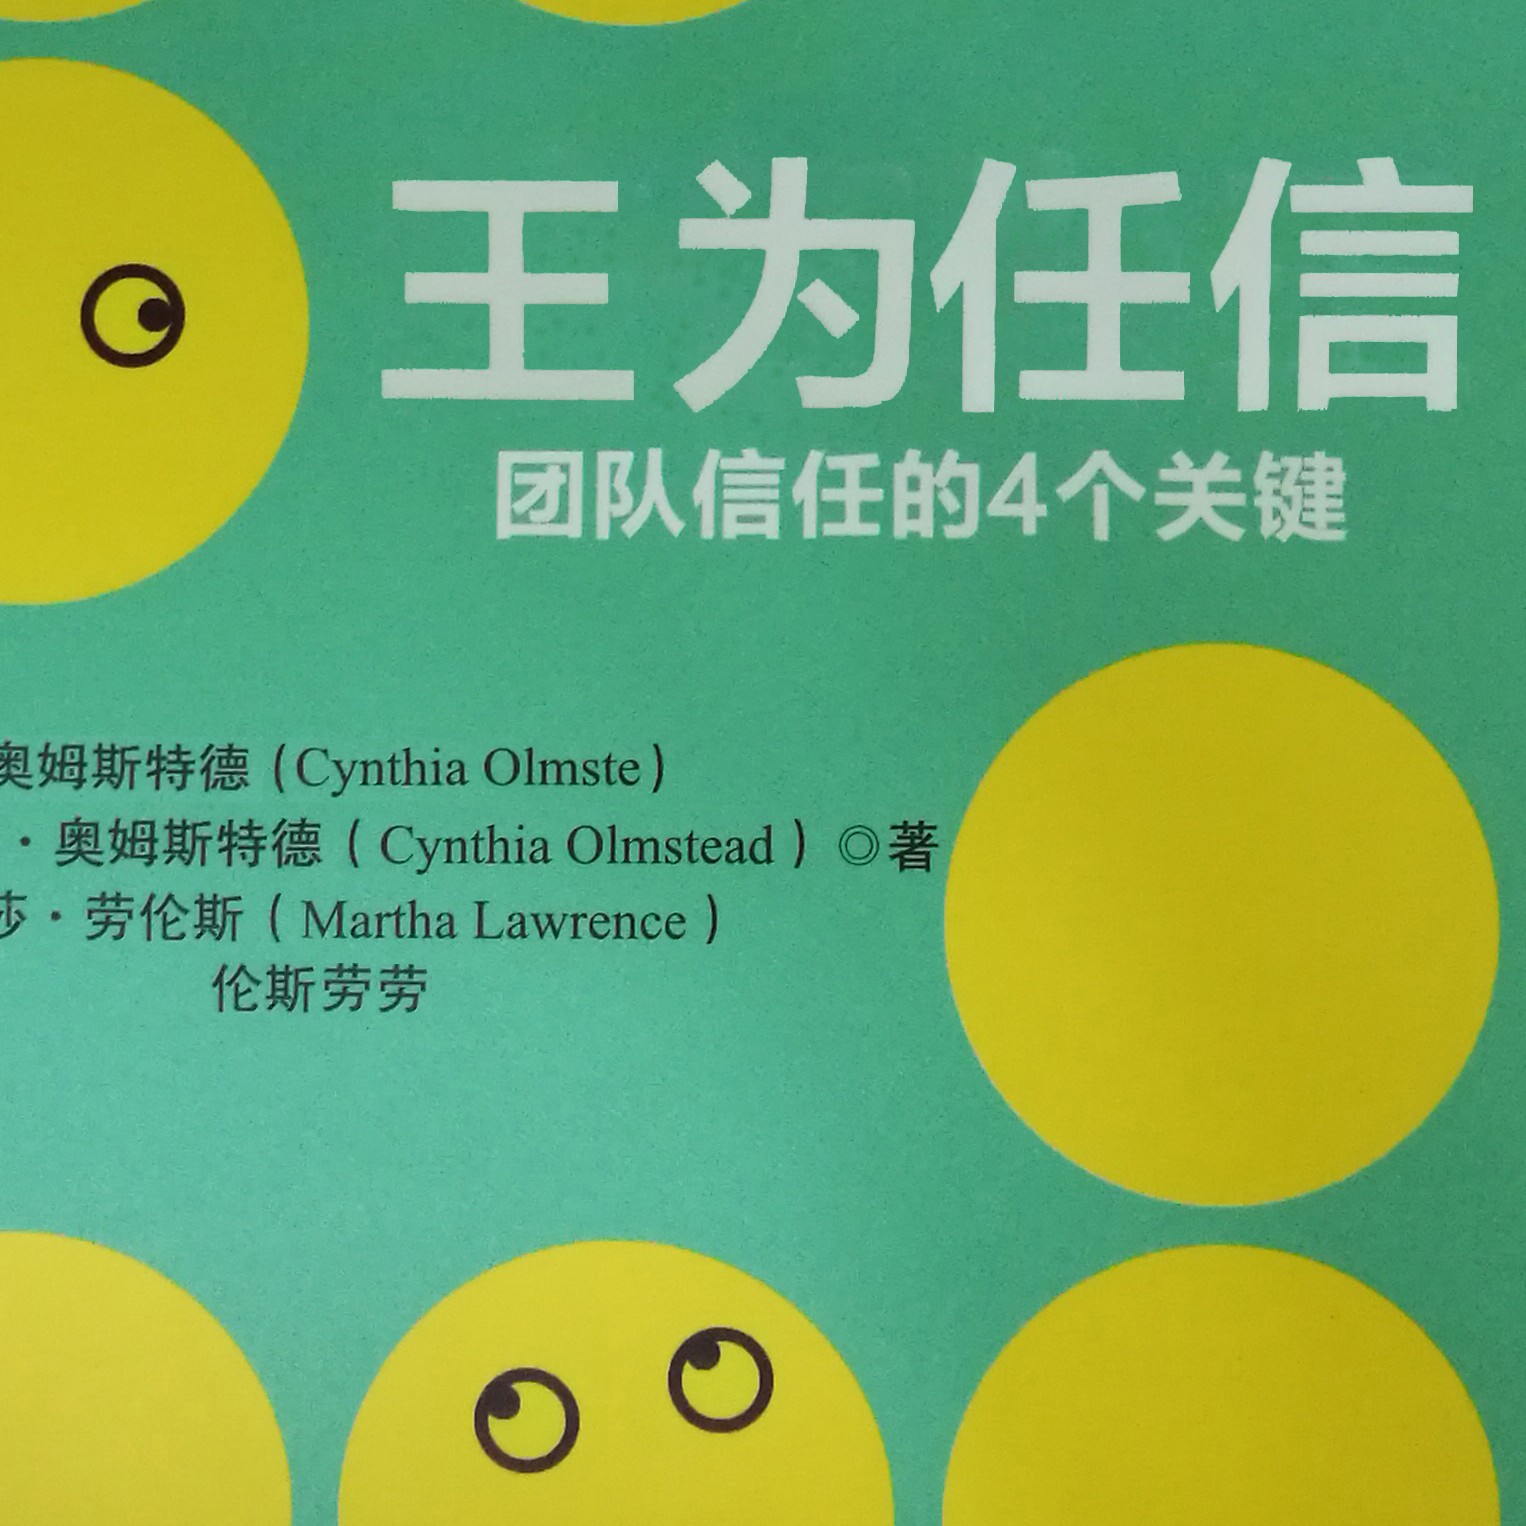 王为任信
团队信任的4个关键
奥姆斯特德（Cynthia Olmste）
·奥姆斯特德（Cynthia Olmstead）◎著
莎·劳伦斯（Martha Lawrence）
伦斯劳劳